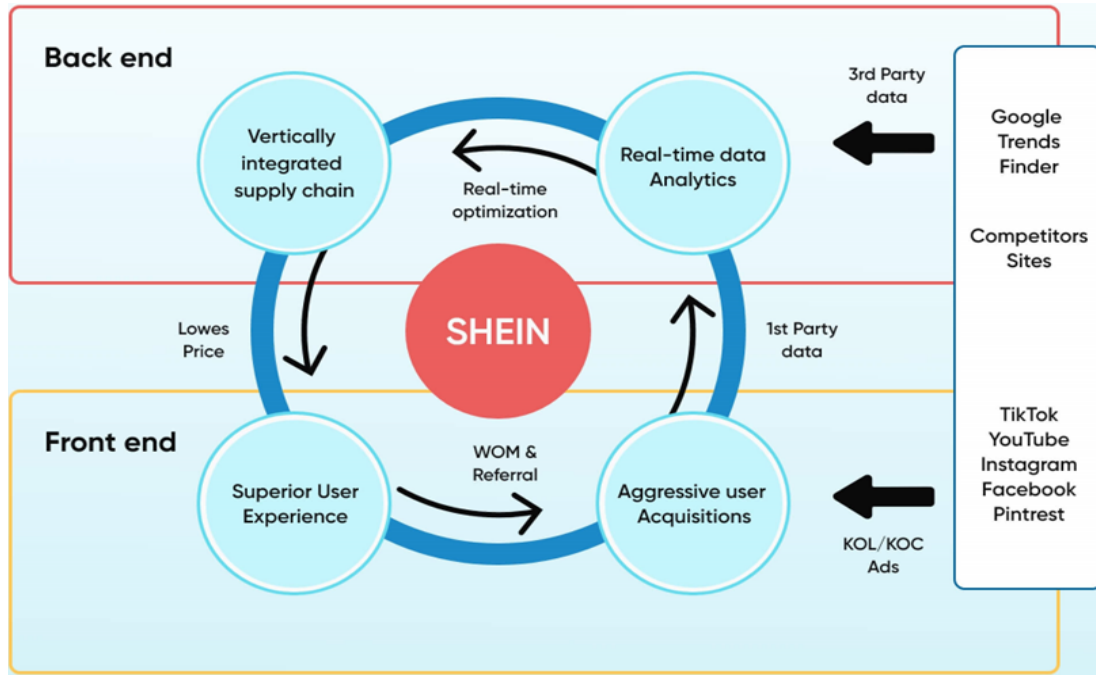 Back end
Vertically
integrated
supply chain
Real-time
optimization
Real-time data
Analytics
3rd Party
data
Google
Trends
Finder
Competitors
Sites
SHEIN
Lowes
Price
1st Party
data
Front end
Superior User
Experience
WOM &
Referral
Aggressive user
Acquisitions
KOL/KOC
Ads
TikTok
YouTube
Instagram
Facebook
Pintrest